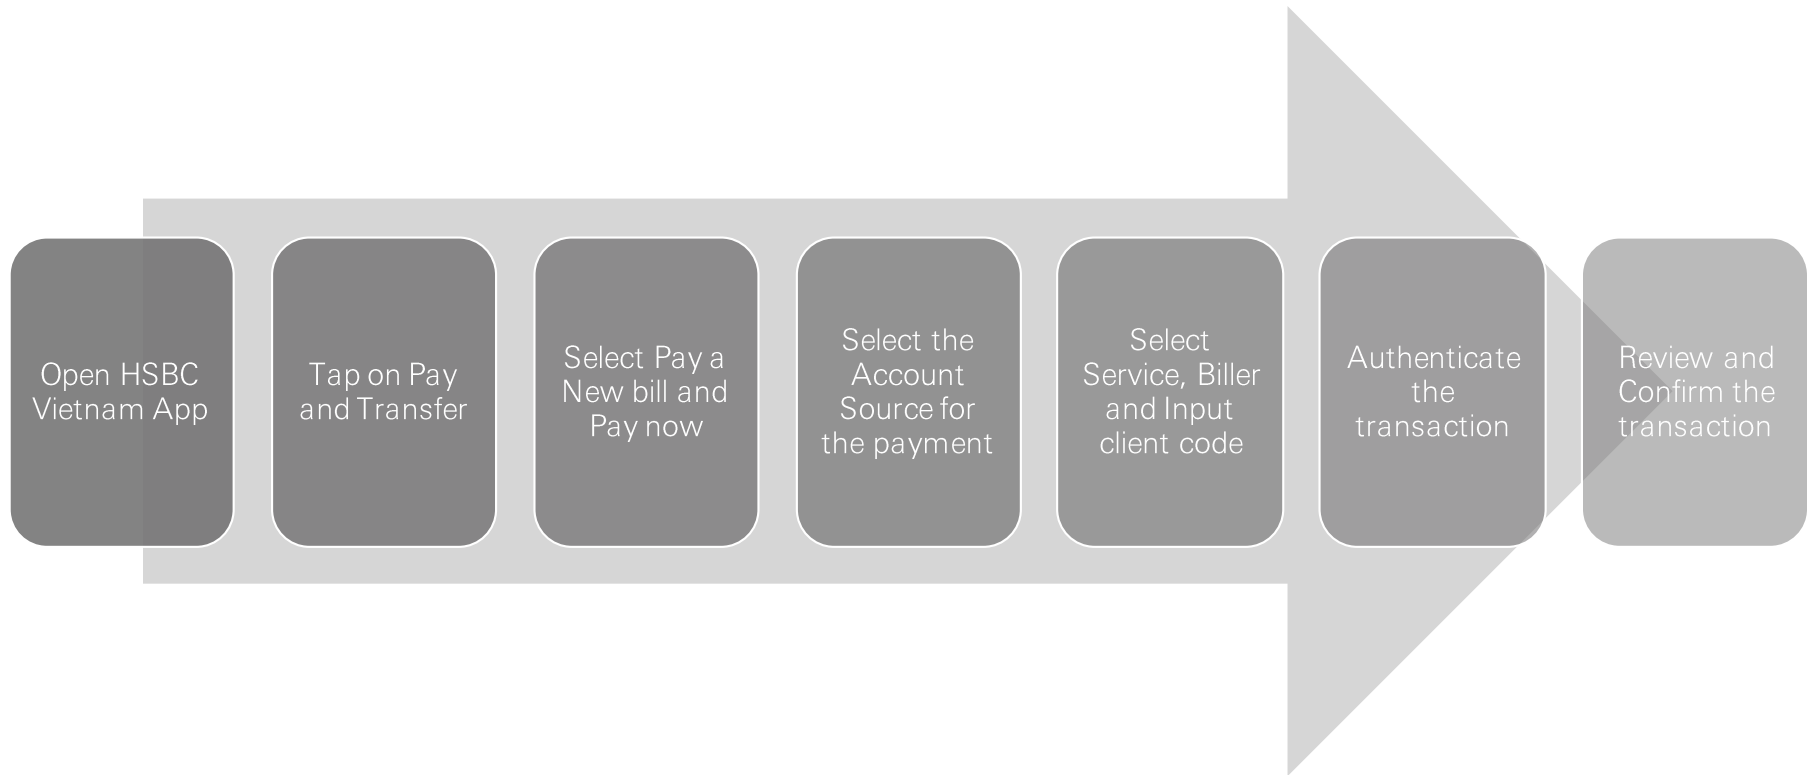 Open HSBC
Vietnam App
Tap on Pay
and Transfer
Select Pay a
New bill and
Pay now
Select the
Account
Source for
the payment
Select
Service, Biller
and Input
client code
Authenticate
the
transaction
Review and
Confirm the
transaction